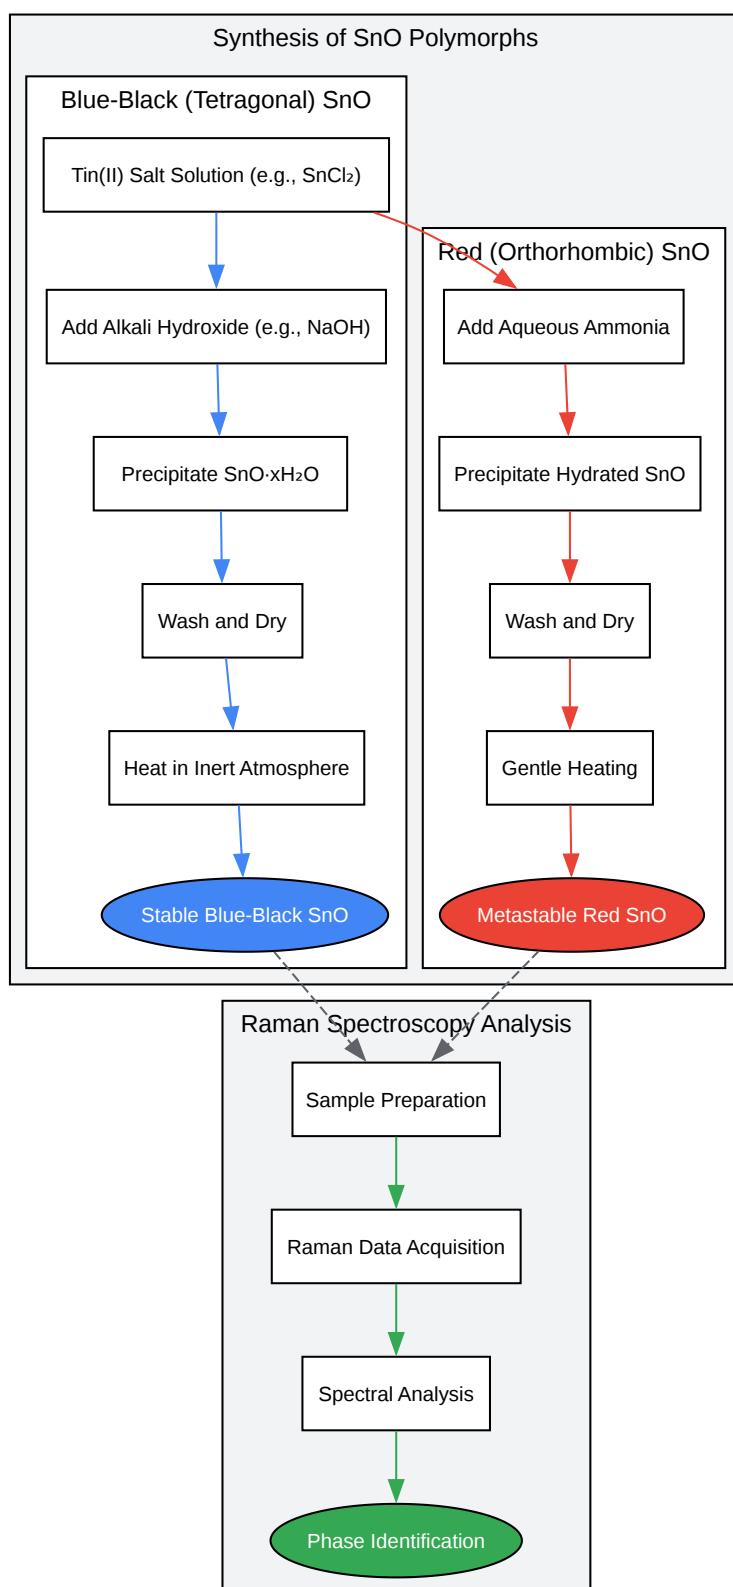 Synthesis of SnO Polymorphs
Blue-Black (Tetragonal) SnO
Tin(II) Salt Solution (e.g., SnCl₂)
Add Alkali Hydroxide (e.g., NaOH)
Precipitate SnO·xH₂O
Wash and Dry
Heat in Inert Atmosphere
Stable Blue-Black SnO
Red (Orthorhombic) SnO
Add Aqueous Ammonia
Precipitate Hydrated SnO
Wash and Dry
Gentle Heating
Metastable Red SnO
Raman Spectroscopy Analysis
Sample Preparation
Raman Data Acquisition
Spectral Analysis
Phase Identification